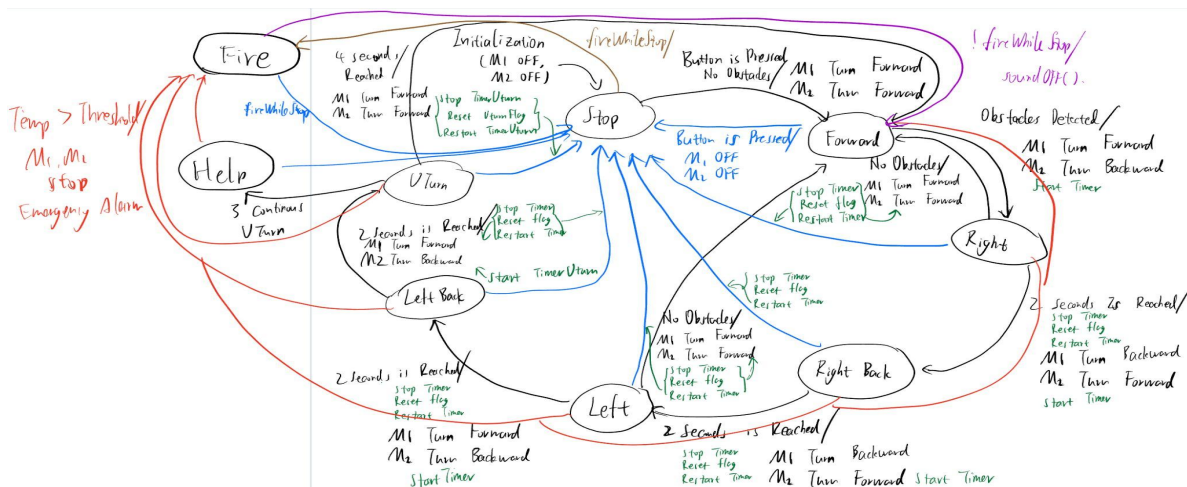 Fire
4 seconds/
Reached
M1 Turn Forward
M2 Turn Forward
Initialization
(M1 OFF,
M2 OFF)
Stop TimerUturn
Reset UturnFlag
Restart TimerUturn
fireWhileStop/
Stop
Button is Pressed/
No Obstacles/
M1 Turn Forward
M2 Turn Forward
! fireWhileStop/
soundOFF().
Temp > Threshold/
M1, M2
stop
Emergency Alarm
fireWhileStop
Help
UTurn
3 Continous
UTurn
Button is Pressed/
M1 OFF
M2 OFF
Forward
Obstacles Detected/
M1 Turn Forward
M2 Turn Backward
Start Timer
No Obstacles/
M1 Turn Forward
M2 Turn Forward
Stop Timer
Reset flag
Restart Timer
Right
2 Seconds is Reached/
M1 Turn Forward
M2 Turn Backward
Stop Timer
Reset flag
Restart Timer
Start TimerUturn
Left Back
Stop Timer
Reset flag
Restart Timer
No Obstacles/
M1 Turn Forward
M2 Turn Forward
Stop Timer
Reset flag
Restart Timer
2 Seconds Is Reached/
Stop Timer
Reset flag
Restart Timer
M1 Turn Backward
M2 Turn Forward
Start Timer
Right Back
Left
2 Seconds is Reached/
Stop Timer
Reset flag
Restart Timer
M1 Turn Forward
M2 Turn Backward
Start Timer
2 Seconds is Reached/
Stop Timer
Reset flag
Restart Timer
M1 Turn Backward
M2 Turn Forward Start Timer